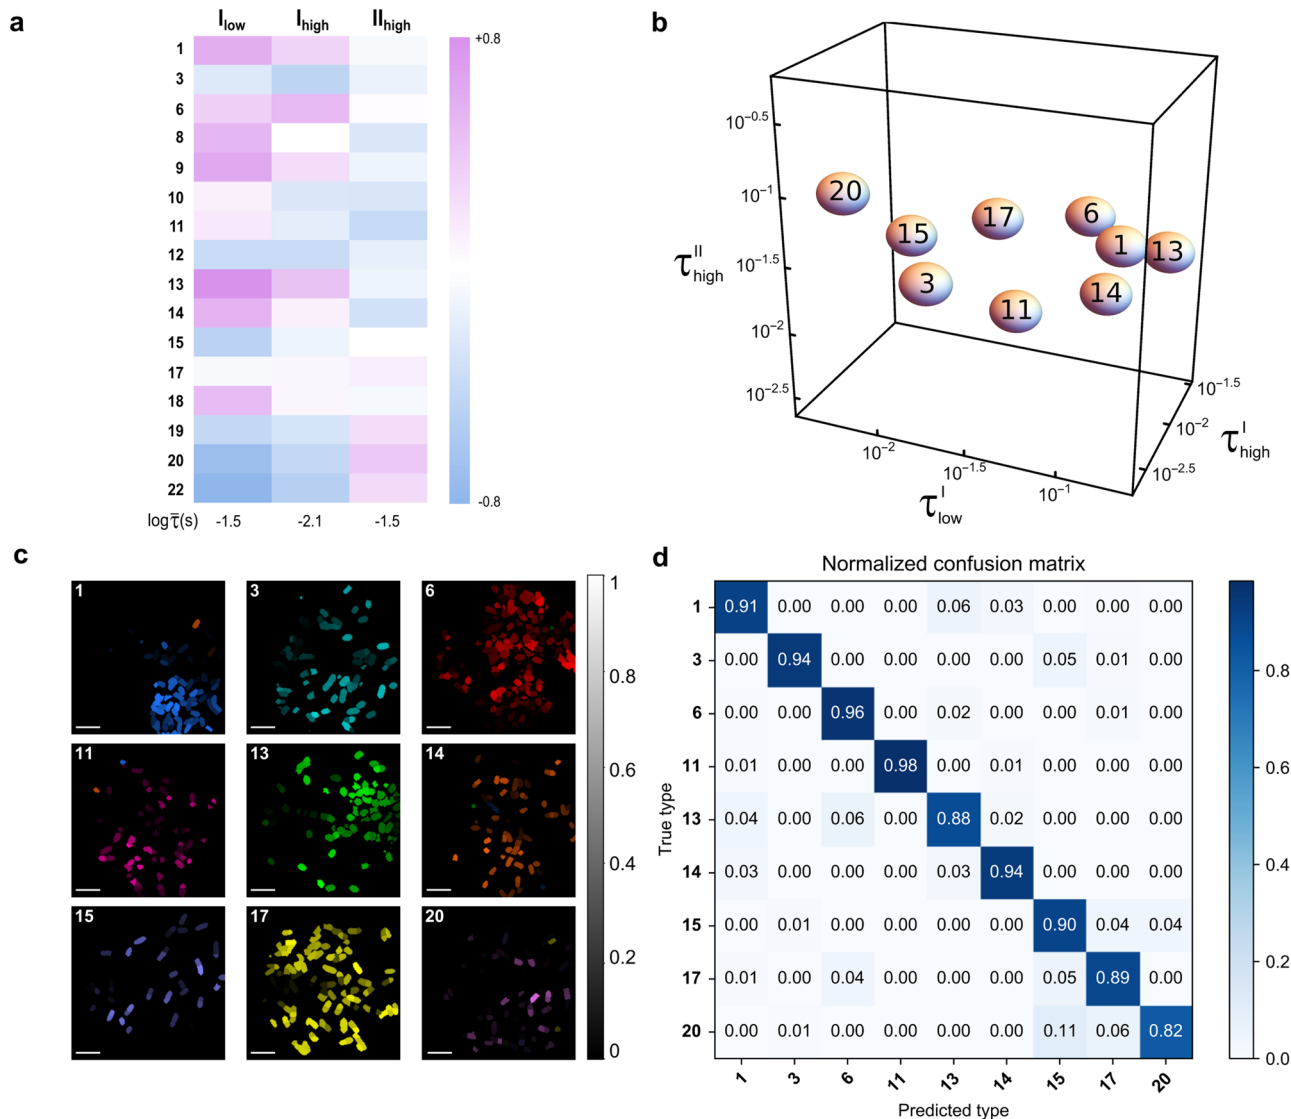 a
I low I high II high
+0.8
1
3
6
8
9
10
11
12
13
14
15
17
18
19
20
22
-0.8
log τ̅(s) -1.5 -2.1 -1.5
b
10^-0.5
10^-1
10^-1.5
10^-2
10^-2.5
τ^II_high
20
15
17
6
1
13
3
11
14
10^-2
10^-1.5
10^-1
τ^I_low
10^-1.5
10^-2
10^-2.5
τ^I_high
c
1 3 6
11 13 14
15 17 20
1
0.8
0.6
0.4
0.2
0
d
Normalized confusion matrix
True type
1 0.91 0.00 0.00 0.00 0.06 0.03 0.00 0.00 0.00
3 0.00 0.94 0.00 0.00 0.00 0.00 0.05 0.01 0.00
6 0.00 0.00 0.96 0.00 0.02 0.00 0.00 0.01 0.00
11 0.01 0.00 0.00 0.98 0.00 0.01 0.00 0.00 0.00
13 0.04 0.00 0.06 0.00 0.88 0.02 0.00 0.00 0.00
14 0.03 0.00 0.00 0.00 0.03 0.94 0.00 0.00 0.00
15 0.00 0.01 0.00 0.00 0.00 0.00 0.90 0.04 0.04
17 0.01 0.00 0.04 0.00 0.00 0.00 0.05 0.89 0.00
20 0.00 0.01 0.00 0.00 0.00 0.00 0.11 0.06 0.82
1 3 6 11 13 14 15 17 20
Predicted type
0.8
0.6
0.4
0.2
0.0